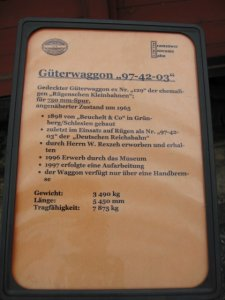 Prenzlauer
Güterwaggon „97-42-03“
Gedeckter Güterwagen ex Nr. „129“ der ehemali-
gen „Rügenschen Kleinbahnen“;
für 750 mm-Spur,
angenäherter Zustand um 1965
• 1898 von „Beuchelt & Co“ in Grün-
berg/Schlesien gebaut
• zuletzt im Einsatz auf Rügen als Nr. „97-42-
03“ der „Deutschen Reichsbahn“
• durch Herrn W. Rexzeh erworben und erhal-
ten
• 1996 Erwerb durch das Museum
• 1997 erfolgte eine Aufarbeitung
• der Waggon verfügt nur über eine Handbrem-
se
Gewicht: 3 490 kg
Länge: 5 450 mm
Tragfähigkeit: 7 875 kg